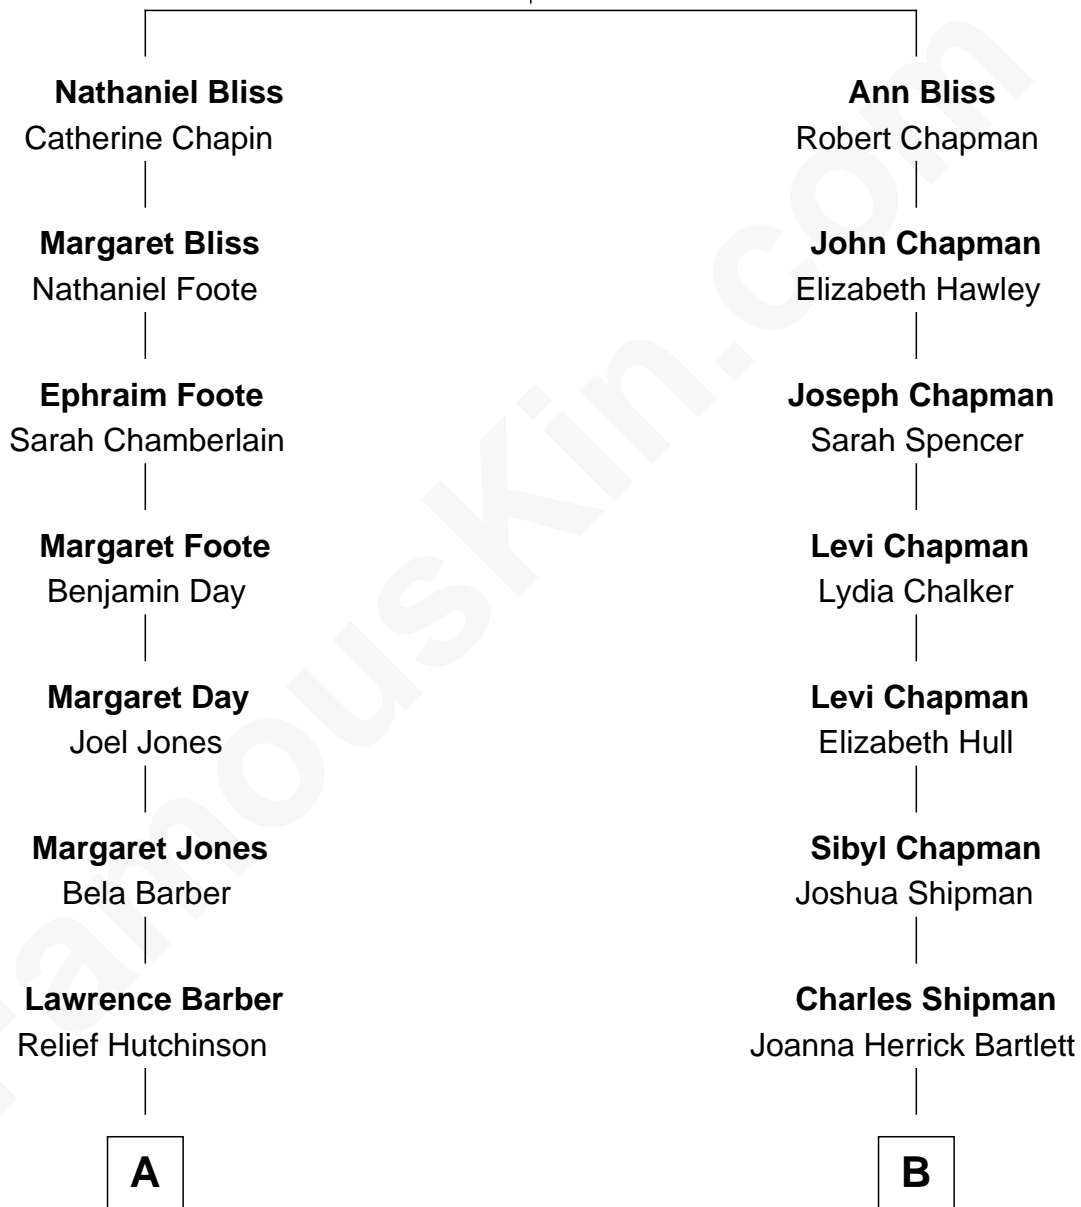 Nathaniel Bliss
Catherine Chapin
Margaret Bliss
Nathaniel Foote
Ephraim Foote
Sarah Chamberlain
Margaret Foote
Benjamin Day
Margaret Day
Joel Jones
Margaret Jones
Bela Barber
Lawrence Barber
Relief Hutchinson
A
Ann Bliss
Robert Chapman
John Chapman
Elizabeth Hawley
Joseph Chapman
Sarah Spencer
Levi Chapman
Lydia Chalker
Levi Chapman
Elizabeth Hull
Sibyl Chapman
Joshua Shipman
Charles Shipman
Joanna Herrick Bartlett
B
FamousKin.com